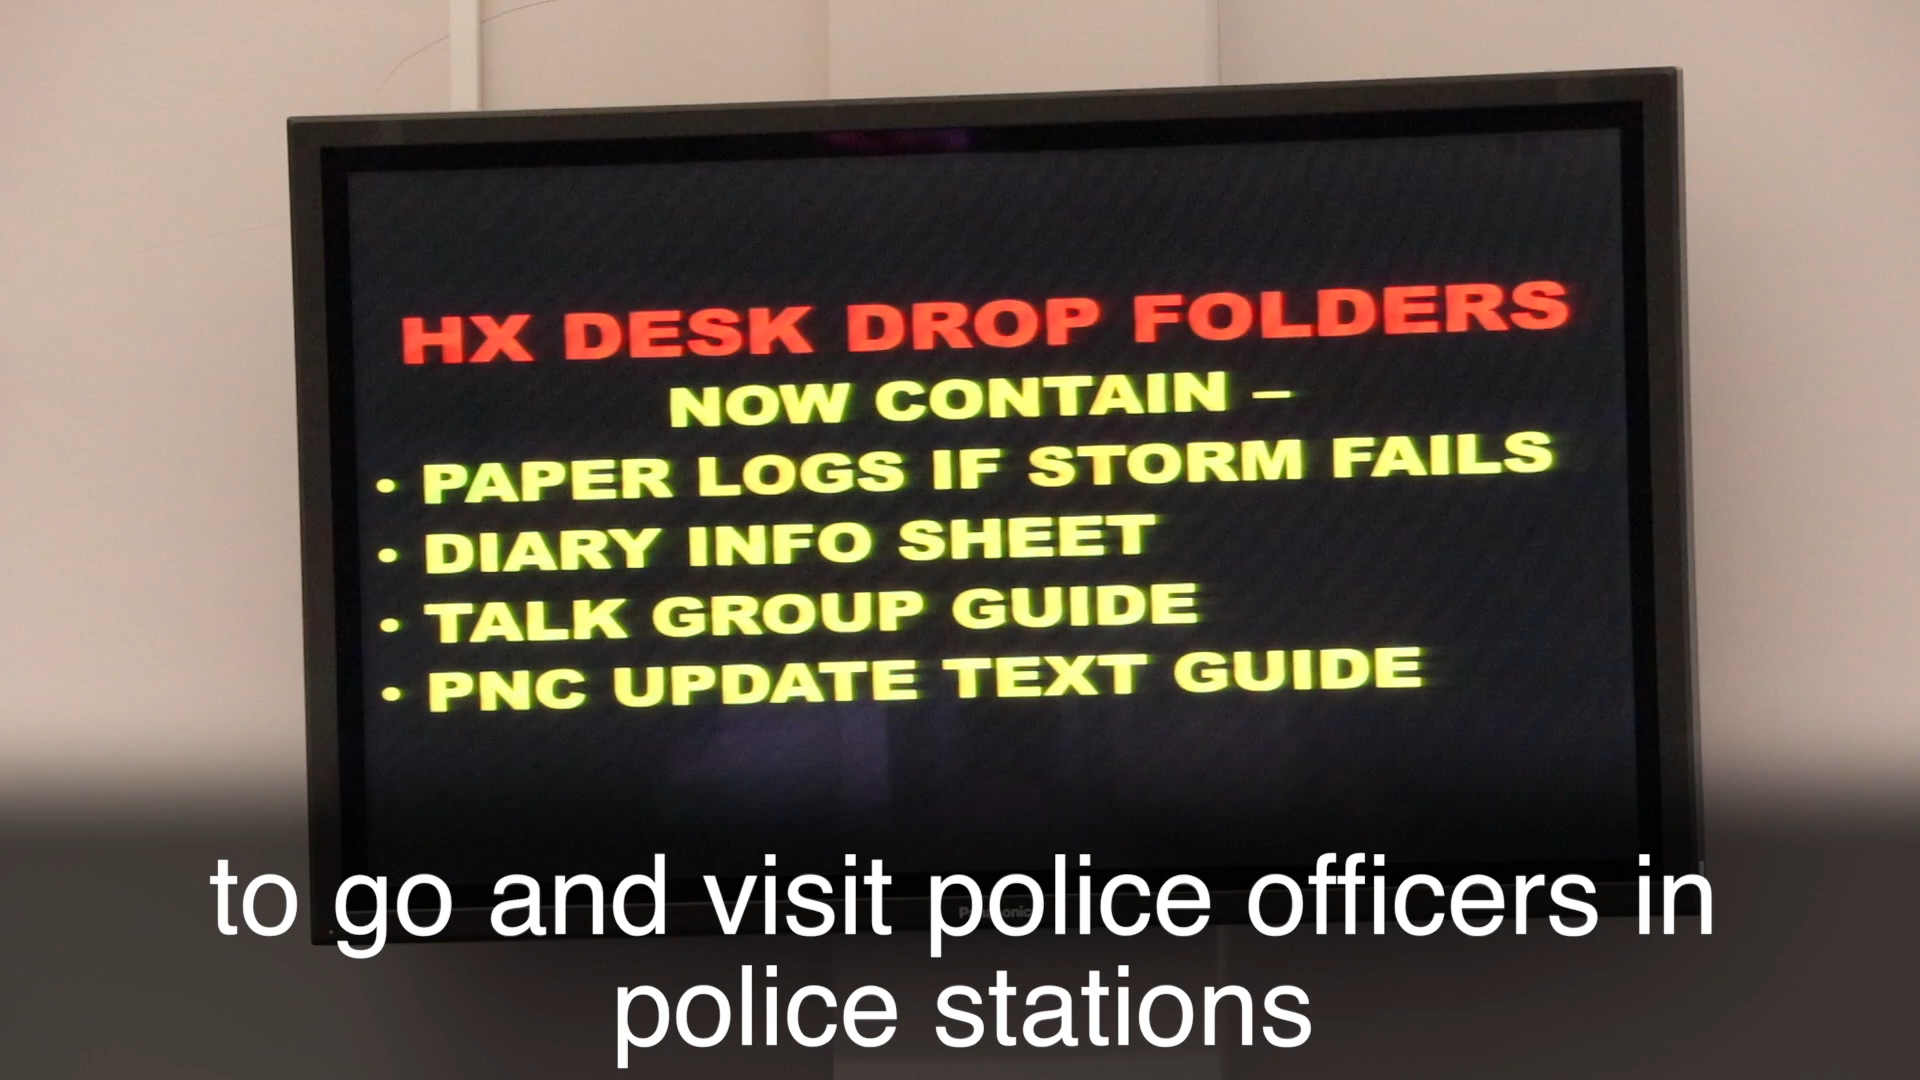 HX DESK DROP FOLDERS
NOW CONTAIN –
• PAPER LOGS IF STORM FAILS
• DIARY INFO SHEET
• TALK GROUP GUIDE
• PNC UPDATE TEXT GUIDE
Panasonic
to go and visit police officers in
police stations